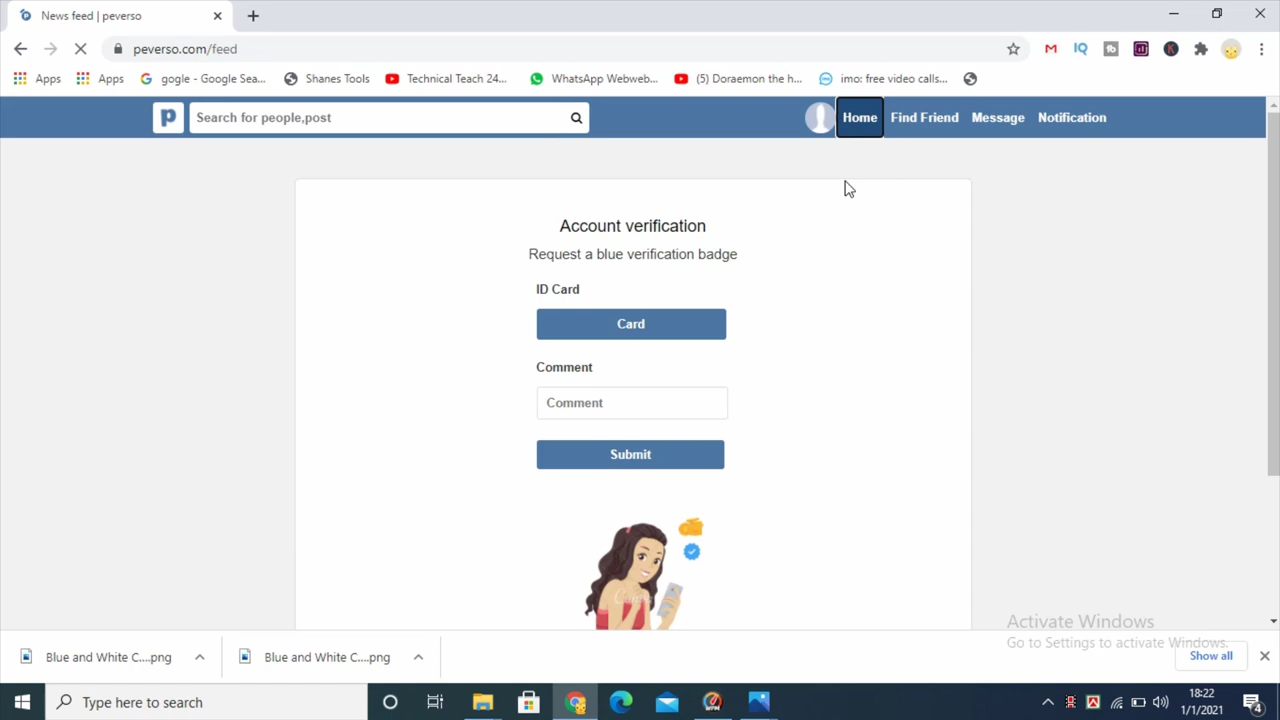 News feed | peverso
peverso.com/feed
Apps
Apps
gogle - Google Sea...
Shanes Tools
Technical Teach 24...
WhatsApp Webweb...
(5) Doraemon the h...
imo: free video calls...
Search for people,post
Home
Find Friend
Message
Notification
Account verification
Request a blue verification badge
ID Card
Card
Comment
Comment
Submit
Activate Windows
Go to Settings to activate Windows.
Blue and White C....png
Blue and White C....png
Show all
Type here to search
18:22
1/1/2021
4